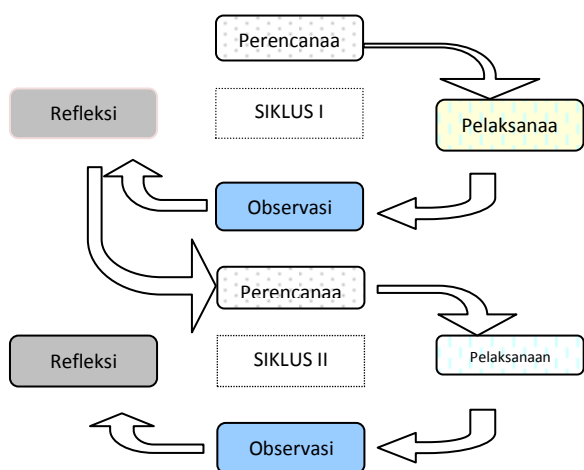 Perencanaa
Refleksi
SIKLUS I
Pelaksanaa
Observasi
Perencanaa
Refleksi
SIKLUS II
Pelaksanaan
Observasi